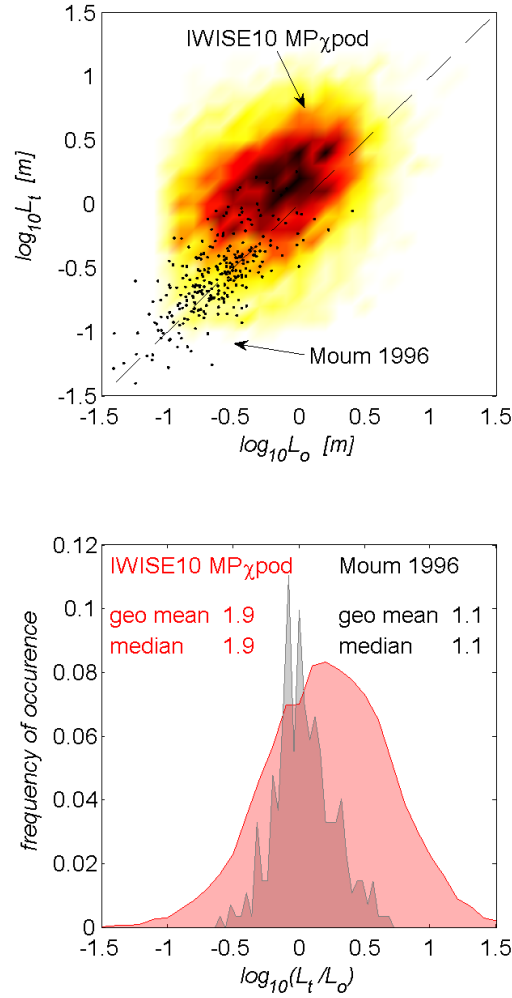 1.5
IWISE10 MPχpod
1
0.5
log10Lt [m]
0
-0.5
-1
Moum 1996
-1.5
-1.5 -1 -0.5 0 0.5 1 1.5
log10Lo [m]
0.12
IWISE10 MPχpod Moum 1996
0.1
geo mean 1.9 geo mean 1.1
median 1.9 median 1.1
0.08
frequency of occurence
0.06
0.04
0.02
0
-1.5 -1 -0.5 0 0.5 1 1.5
log10(Lt/Lo)